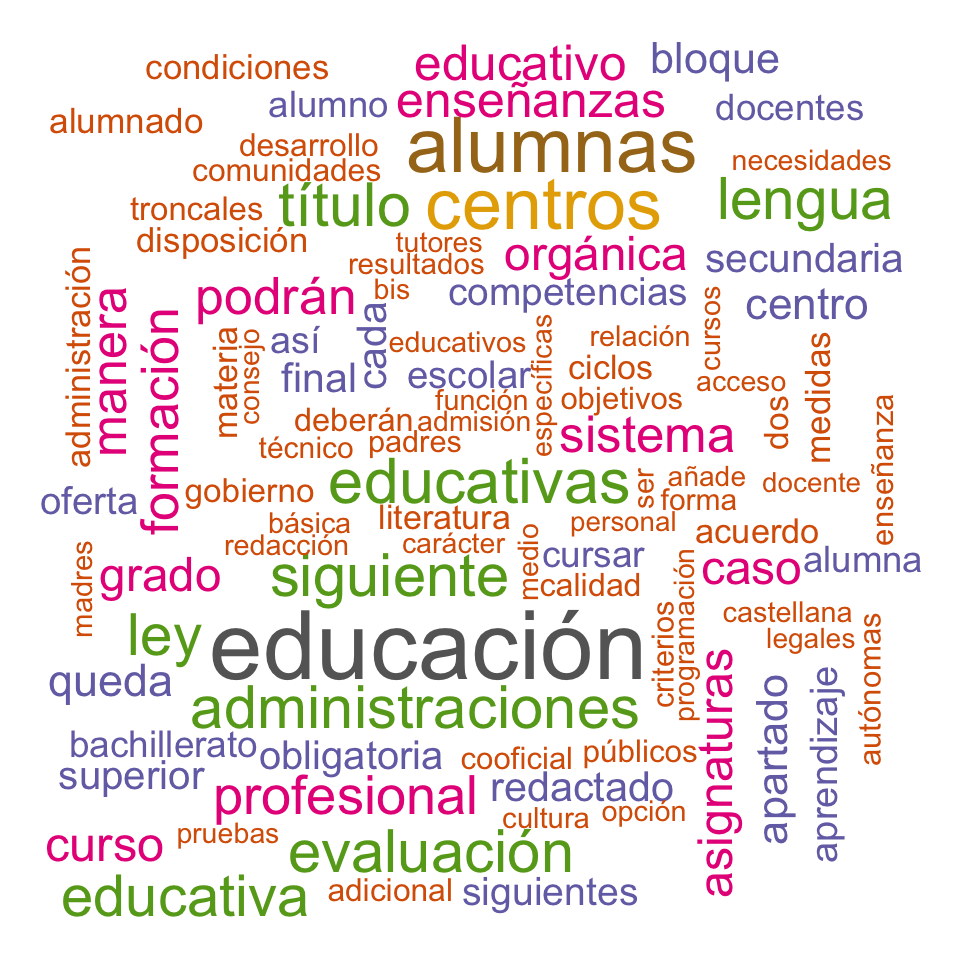 educativo
bloque
condiciones
alumno
enseñanzas
docentes
alumnado
desarrollo
alumnas
necesidades
comunidades
troncales
título
centros
lengua
disposición
tutores
orgánica
secundaria
resultados
podrán
bis
competencias
centro
administración
manera
formación
materia
consejo
así
cada
educativos
específicas
relación
cursos
medidas
final
escolar
ciclos
acceso
dos
función
objetivos
deberán
admisión
técnico
padres
sistema
enseñanza
oferta
gobierno
educativas
ser
añade
docente
forma
básica
literatura
personal
acuerdo
redacción
carácter
medio
cursar
caso
alumna
madres
grado
siguiente
calidad
criterios
programación
castellana
legales
autónomas
ley
educación
queda
administraciones
asignaturas
apartado
aprendizaje
bachillerato
obligatoria
cooficial
públicos
superior
profesional
redactado
cultura
opción
curso
pruebas
evaluación
educativa
adicional
siguientes